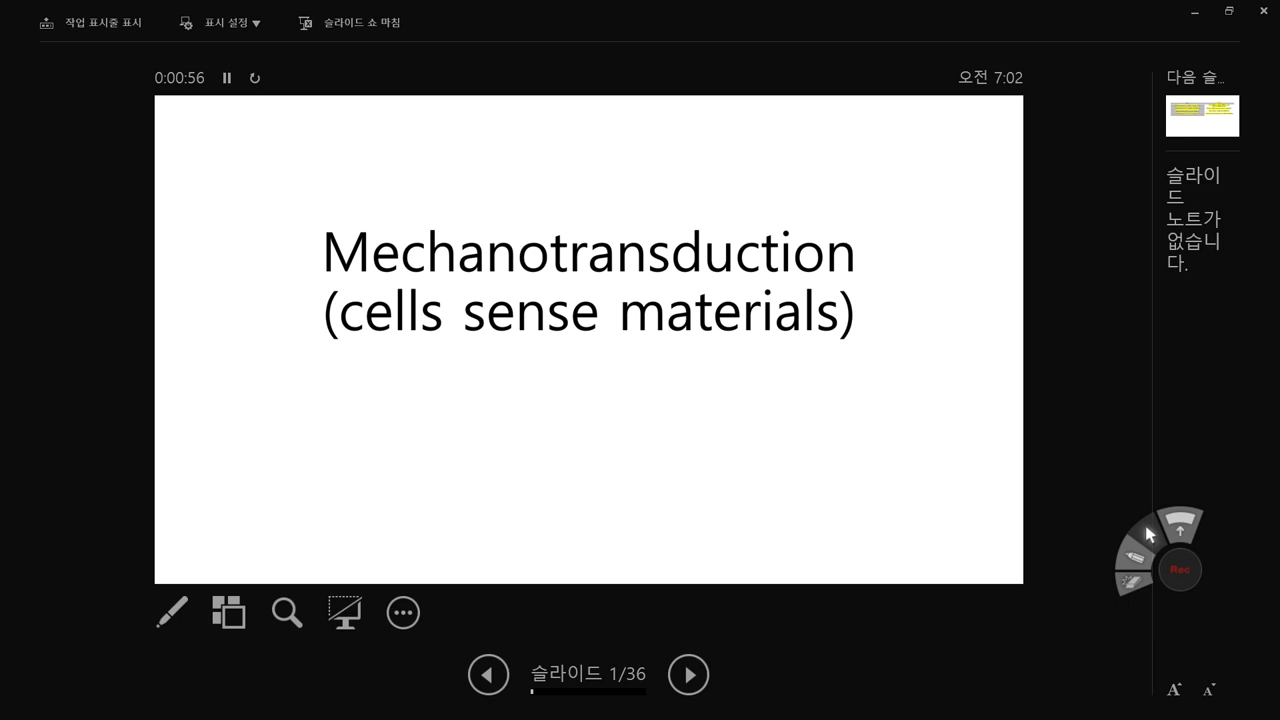 작업 표시줄 표시
표시 설정 ▼
슬라이드 쇼 마침
0:00:56
오전 7:02
다음 슬...
Mechanotransduction
(cells sense materials)
슬라이
드
노트가
없습니
다.
Rec
슬라이드 1/36
A
A